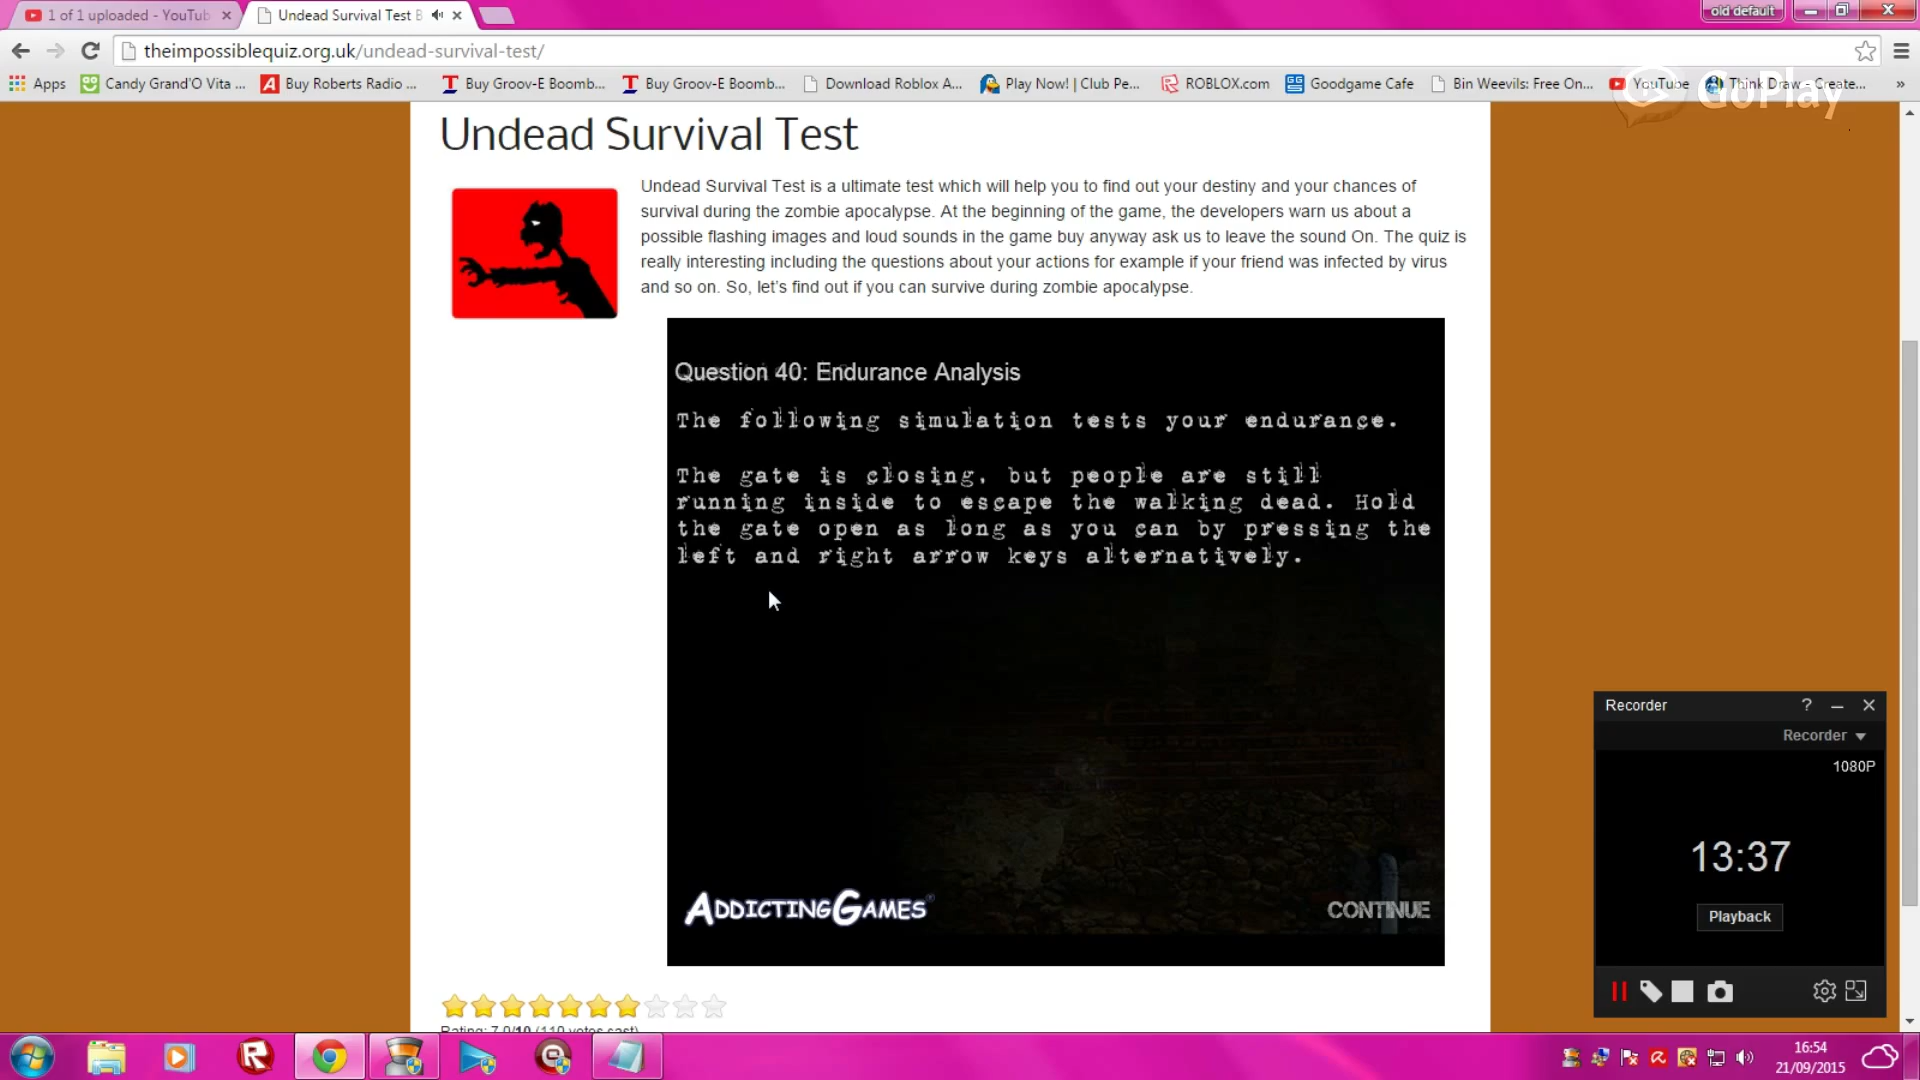 1 of 1 uploaded - YouTub
Undead Survival Test B
old default
theimpossiblequiz.org.uk/undead-survival-test/
Apps
Candy Grand'O Vita ...
Buy Roberts Radio ...
Buy Groov-E Boomb...
Buy Groov-E Boomb...
Download Roblox A...
Play Now! | Club Pe...
ROBLOX.com
Goodgame Cafe
Bin Weevils: Free On...
YouTube
Think Draw - Create...
»
GoPlay
Undead Survival Test
Undead Survival Test is a ultimate test which will help you to find out your destiny and your chances of
survival during the zombie apocalypse. At the beginning of the game, the developers warn us about a
possible flashing images and loud sounds in the game buy anyway ask us to leave the sound On. The quiz is
really interesting including the questions about your actions for example if your friend was infected by virus
and so on. So, let's find out if you can survive during zombie apocalypse.
Question 40: Endurance Analysis
The following simulation tests your endurance.
The gate is closing, but people are still
running inside to escape the walking dead. Hold
the gate open as long as you can by pressing the
left and right arrow keys alternatively.
ADDICTINGGAMES
CONTINUE
Rating: 7.0/10 (110 votes cast)
Recorder
?
Recorder
1080P
13:37
Playback
16:54
21/09/2015